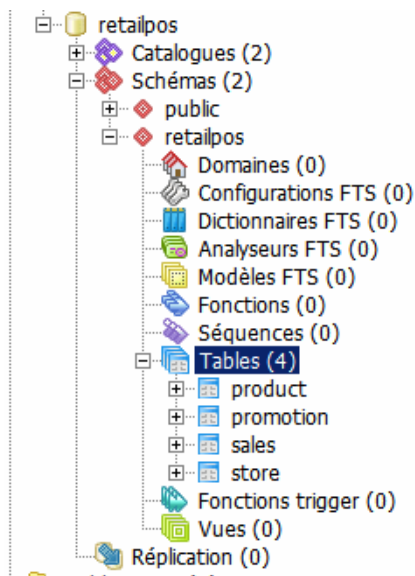 retailpos
Catalogues (2)
Schémas (2)
public
retailpos
Domaines (0)
Configurations FTS (0)
Dictionnaires FTS (0)
Analyseurs FTS (0)
Modèles FTS (0)
Fonctions (0)
Séquences (0)
Tables (4)
product
promotion
sales
store
Fonctions trigger (0)
Vues (0)
Réplication (0)